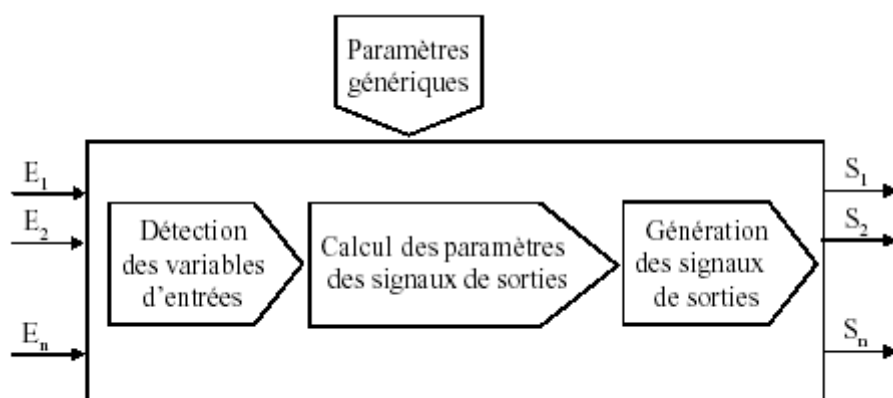 Paramètres
génériques
E1
E2
En
Détection
des variables
d'entrées
Calcul des paramètres
des signaux de sorties
Génération
des signaux
de sorties
S1
S2
Sn